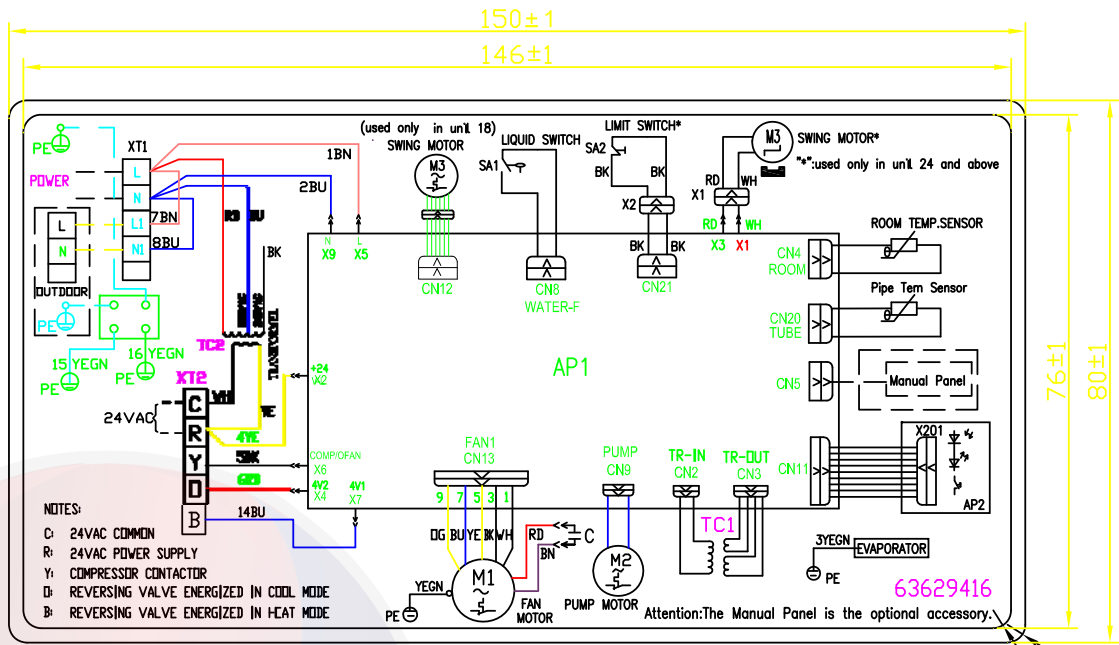 150±1
146±1
76±1
80±1
PE
POWER
XT1
L
N
L1
N1
7BN
8BU
L
N
OUTDOOR
PE
15 YEGN
PE
16 YEGN
PE
RD
BU
BK
TC2
XT2
24VAC
C
R
Y
O
B
WH
YE
4YE
5BK
6RD
14BU
1BN
2BU
N
X9
L
X5
(used only in unit 18)
SWING MOTOR
M3
CN12
LIQUID SWITCH
SA1
CN8
WATER-F
LIMIT SWITCH*
SA2
BK
BK
X2
BK
BK
CN21
M3
SWING MOTOR*
"*":used only in unit 24 and above
RD
WH
X1
RD
WH
X3
X1
CN4
ROOM
ROOM TEMP.SENSOR
CN20
TUBE
Pipe Tem Sensor
CN5
Manual Panel
CN11
X201
AP2
AP1
+24
X2
COMP/OFAN
X6
4V2
X4
4V1
X7
FAN1
CN13
9 7 5 3 1
OG BU YE BK WH
RD
BN
C
YEGN
PE
M1
FAN
MOTOR
PUMP
CN9
M2
PUMP MOTOR
TR-IN
CN2
TR-OUT
CN3
TC1
3YEGN
EVAPORATOR
PE
63629416
Attention:The Manual Panel is the optional accessory.
NOTES:
C: 24VAC COMMON
R: 24VAC POWER SUPPLY
Y: COMPRESSOR CONTACTOR
O: REVERSING VALVE ENERGIZED IN COOL MODE
B: REVERSING VALVE ENERGIZED IN HEAT MODE